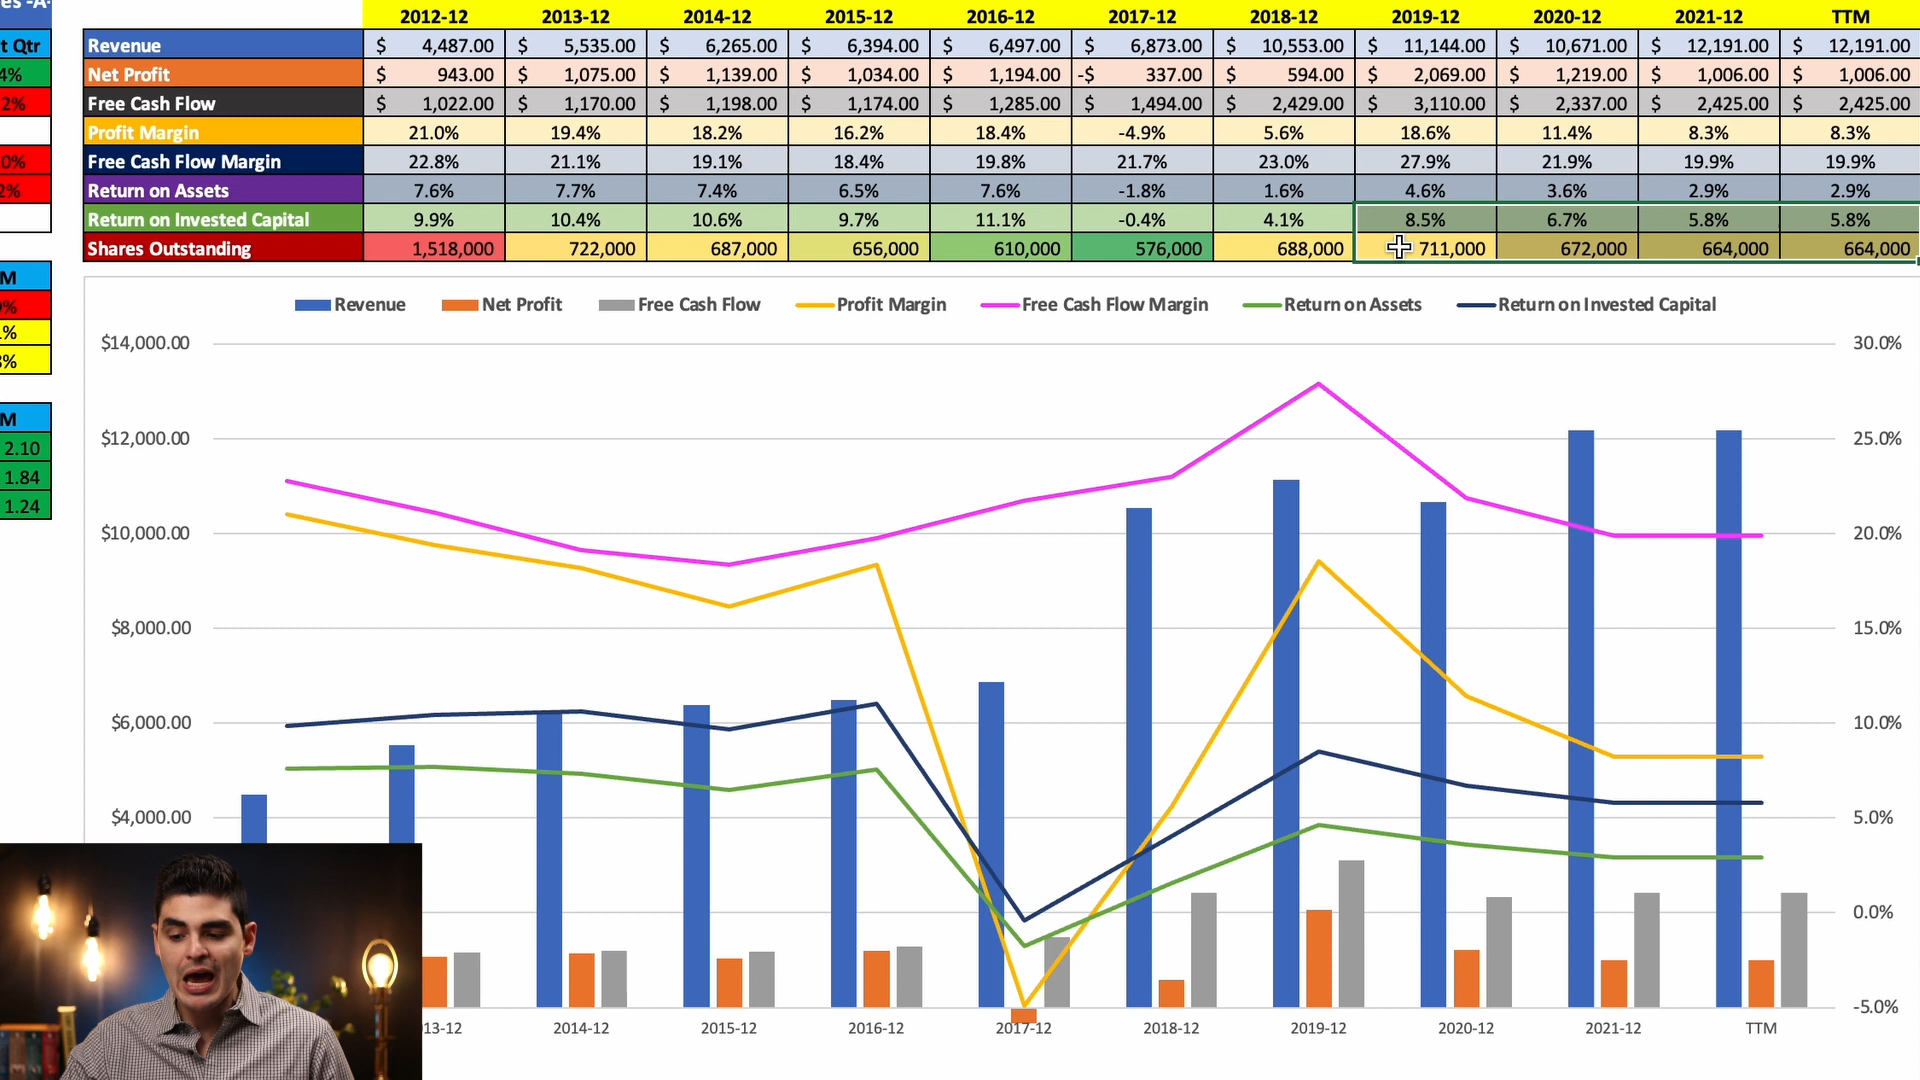 2012-12 2013-12 2014-12 2015-12 2016-12 2017-12 2018-12 2019-12 2020-12 2021-12 TTM
t Qtr Revenue $ 4,487.00 $ 5,535.00 $ 6,265.00 $ 6,394.00 $ 6,497.00 $ 6,873.00 $ 10,553.00 $ 11,144.00 $ 10,671.00 $ 12,191.00 $ 12,191.00
4% Net Profit $ 943.00 $ 1,075.00 $ 1,139.00 $ 1,034.00 $ 1,194.00 -$ 337.00 $ 594.00 $ 2,069.00 $ 1,219.00 $ 1,006.00 $ 1,006.00
2% Free Cash Flow $ 1,022.00 $ 1,170.00 $ 1,198.00 $ 1,174.00 $ 1,285.00 $ 1,494.00 $ 2,429.00 $ 3,110.00 $ 2,337.00 $ 2,425.00 $ 2,425.00
Profit Margin 21.0% 19.4% 18.2% 16.2% 18.4% -4.9% 5.6% 18.6% 11.4% 8.3% 8.3%
0% Free Cash Flow Margin 22.8% 21.1% 19.1% 18.4% 19.8% 21.7% 23.0% 27.9% 21.9% 19.9% 19.9%
2% Return on Assets 7.6% 7.7% 7.4% 6.5% 7.6% -1.8% 1.6% 4.6% 3.6% 2.9% 2.9%
Return on Invested Capital 9.9% 10.4% 10.6% 9.7% 11.1% -0.4% 4.1% 8.5% 6.7% 5.8% 5.8%
Shares Outstanding 1,518,000 722,000 687,000 656,000 610,000 576,000 688,000 711,000 672,000 664,000 664,000
M
%
%
%
M
2.10
1.84
1.24
Revenue Net Profit Free Cash Flow Profit Margin Free Cash Flow Margin Return on Assets Return on Invested Capital
$14,000.00 30.0%
$12,000.00 25.0%
$10,000.00 20.0%
$8,000.00 15.0%
$6,000.00 10.0%
$4,000.00 5.0%
0.0%
-5.0%
13-12 2014-12 2015-12 2016-12 2017-12 2018-12 2019-12 2020-12 2021-12 TTM